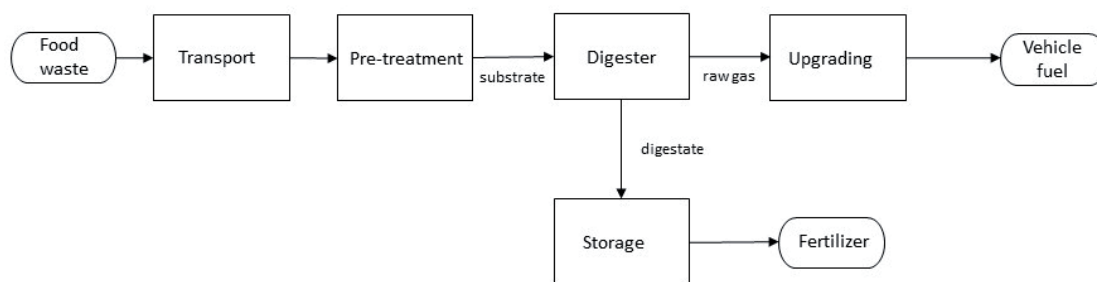 Food
waste
Transport
Pre-treatment
substrate
Digester
raw gas
Upgrading
Vehicle
fuel
digestate
Storage
Fertilizer